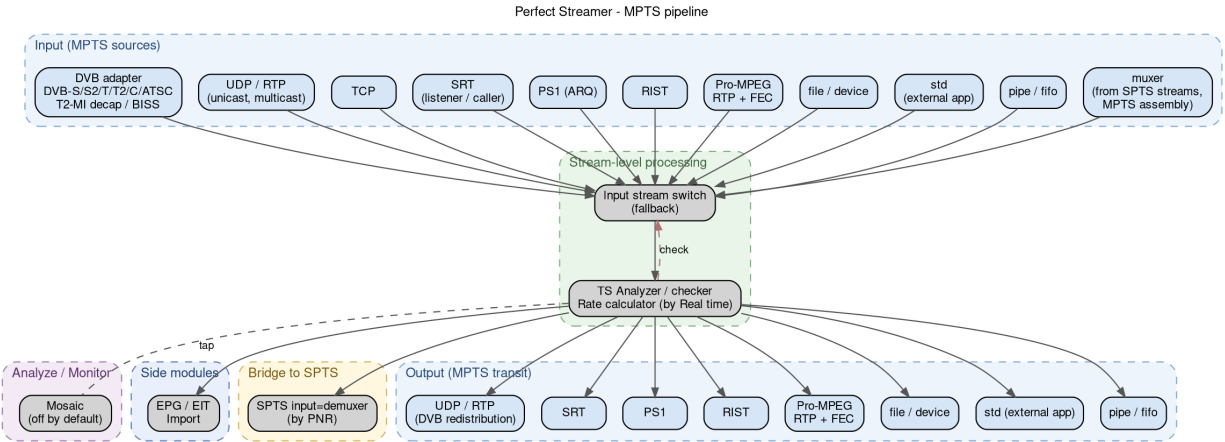 Perfect Streamer - MPTS pipeline
Input (MPTS sources)
DVB adapter
DVB-S/S2/T/T2/C/ATSC
T2-MI decap / BISS
UDP / RTP
(unicast, multicast)
TCP
SRT
(listener / caller)
PS1 (ARQ)
RIST
Pro-MPEG
RTP + FEC
file / device
std
(external app)
pipe / fifo
muxer
(from SPTS streams,
MPTS assembly)
Stream-level processing
Input stream switch
(fallback)
check
TS Analyzer / checker
Rate calculator (by Real time)
tap
Analyze / Monitor
Mosaic
(off by default)
Side modules
EPG / EIT
Import
Bridge to SPTS
SPTS input=demuxer
(by PNR)
Output (MPTS transit)
UDP / RTP
(DVB redistribution)
SRT
PS1
RIST
Pro-MPEG
RTP + FEC
file / device
std (external app)
pipe / fifo